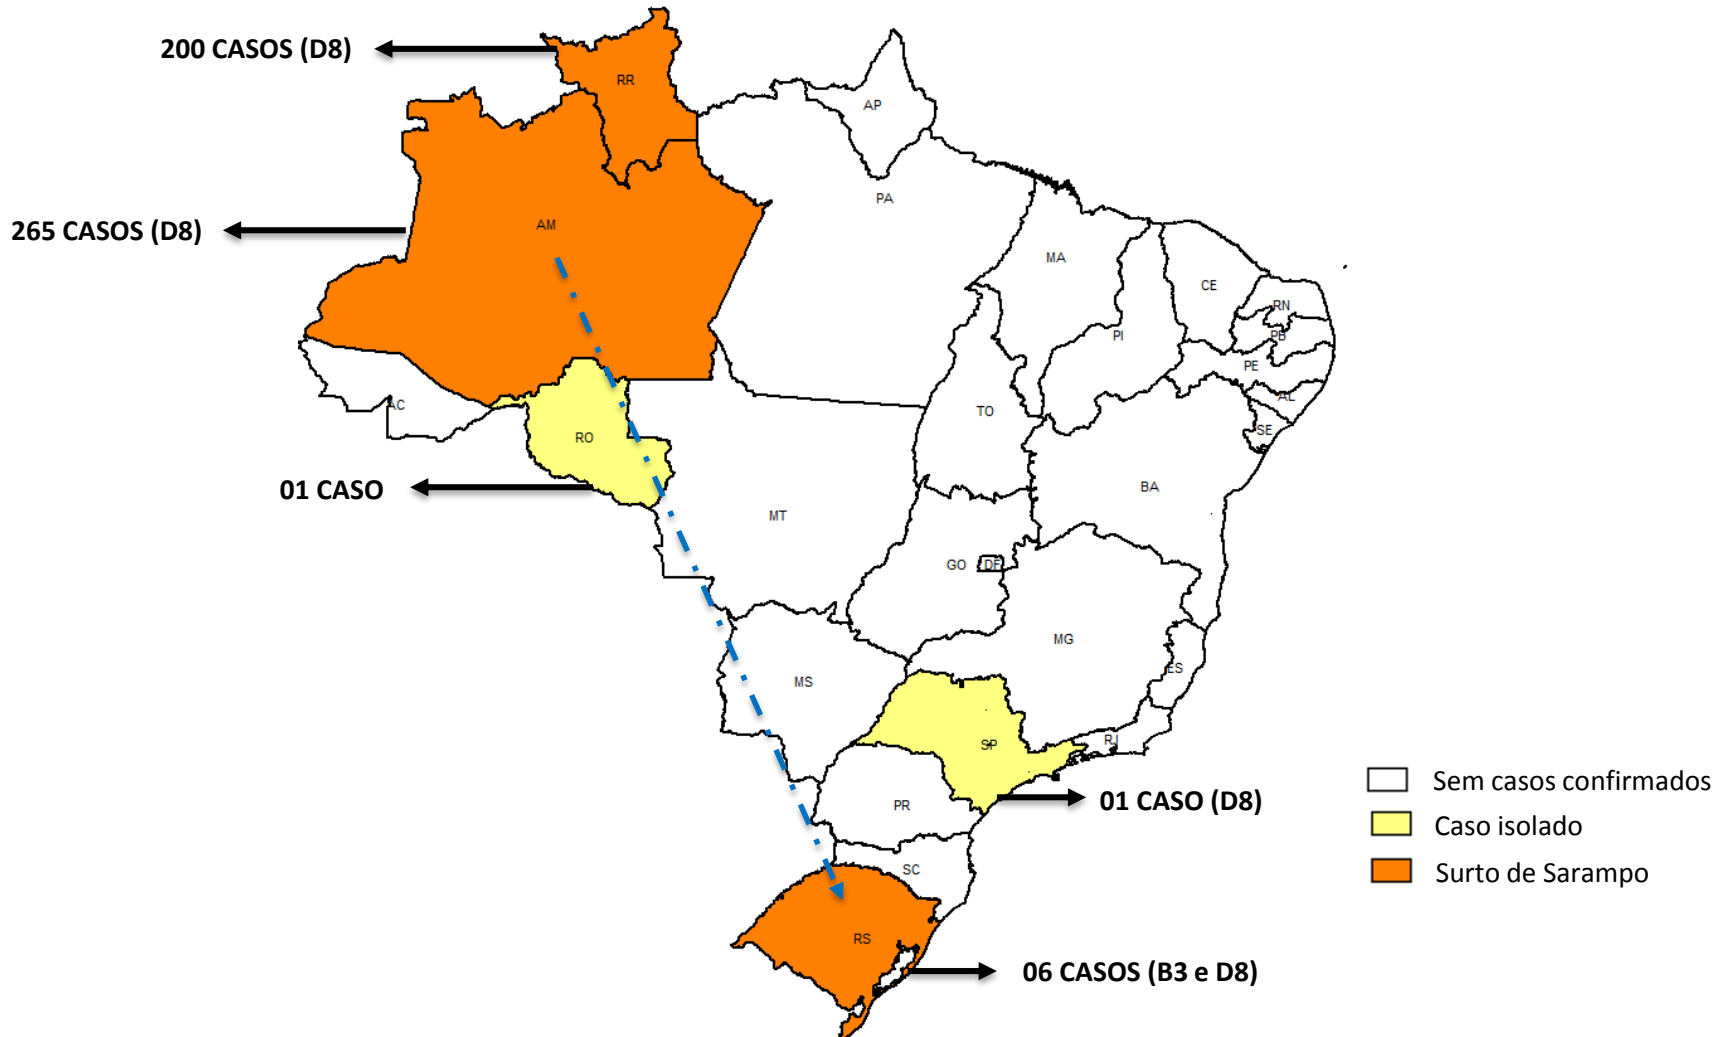 200 CASOS (D8)
RR
AP
PA
265 CASOS (D8)
AM
MA
CE
RN
PI
PB
PE
AL
AC
TO
SE
RO
01 CASO
BA
MT
GO
DF
MG
ES
MS
SP
RJ
Sem casos confirmados
01 CASO (D8)
PR
Caso isolado
SC
Surto de Sarampo
RS
06 CASOS (B3 e D8)